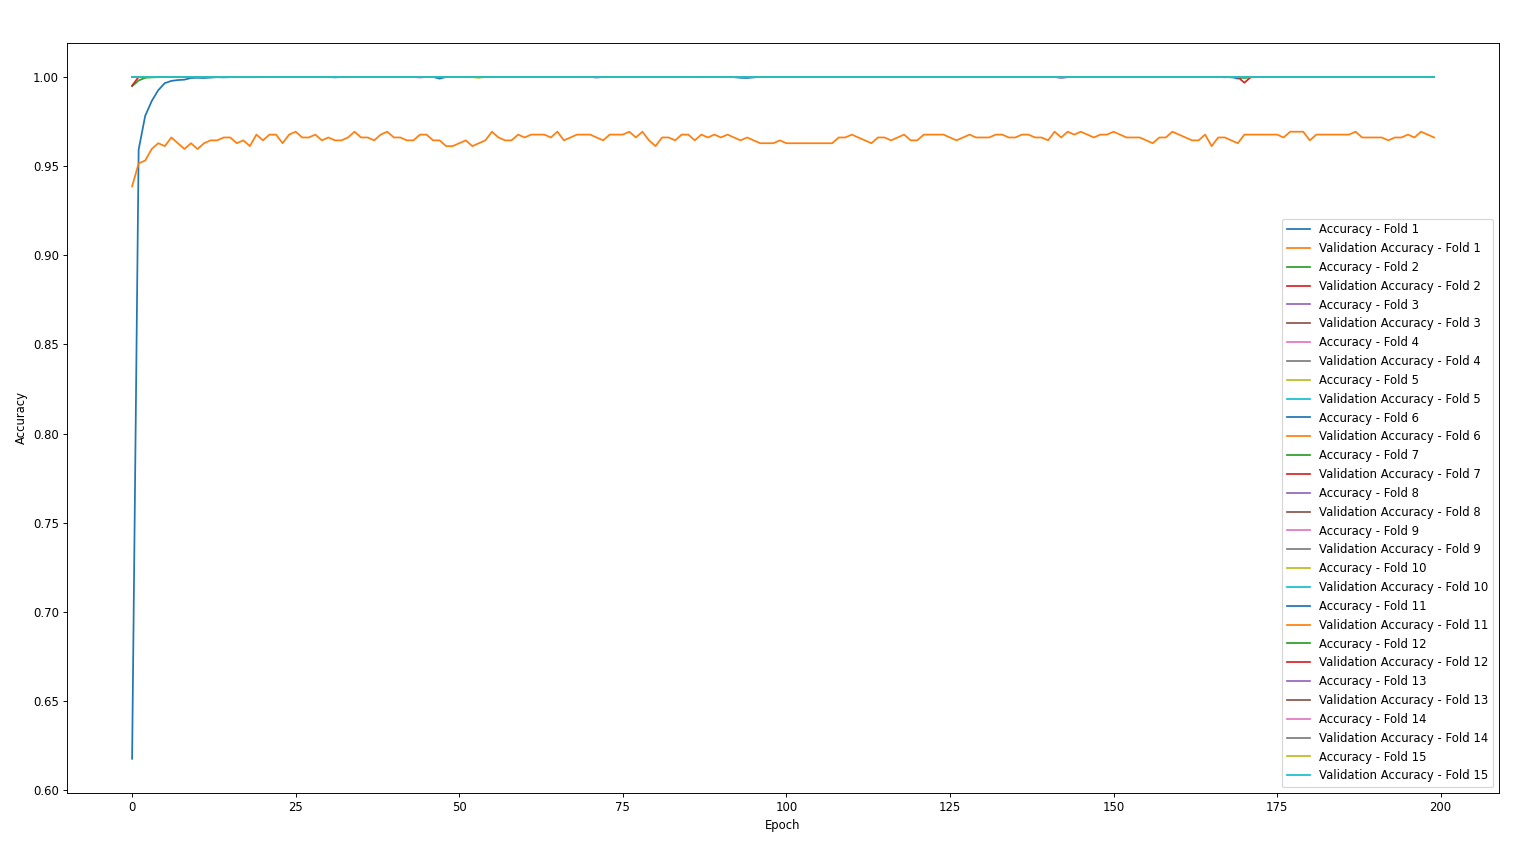 1.00
0.95
0.90
0.85
0.80
0.75
0.70
0.65
0.60
Accuracy
0 25 50 75 100 125 150 175 200
Epoch
Accuracy - Fold 1
Validation Accuracy - Fold 1
Accuracy - Fold 2
Validation Accuracy - Fold 2
Accuracy - Fold 3
Validation Accuracy - Fold 3
Accuracy - Fold 4
Validation Accuracy - Fold 4
Accuracy - Fold 5
Validation Accuracy - Fold 5
Accuracy - Fold 6
Validation Accuracy - Fold 6
Accuracy - Fold 7
Validation Accuracy - Fold 7
Accuracy - Fold 8
Validation Accuracy - Fold 8
Accuracy - Fold 9
Validation Accuracy - Fold 9
Accuracy - Fold 10
Validation Accuracy - Fold 10
Accuracy - Fold 11
Validation Accuracy - Fold 11
Accuracy - Fold 12
Validation Accuracy - Fold 12
Accuracy - Fold 13
Validation Accuracy - Fold 13
Accuracy - Fold 14
Validation Accuracy - Fold 14
Accuracy - Fold 15
Validation Accuracy - Fold 15